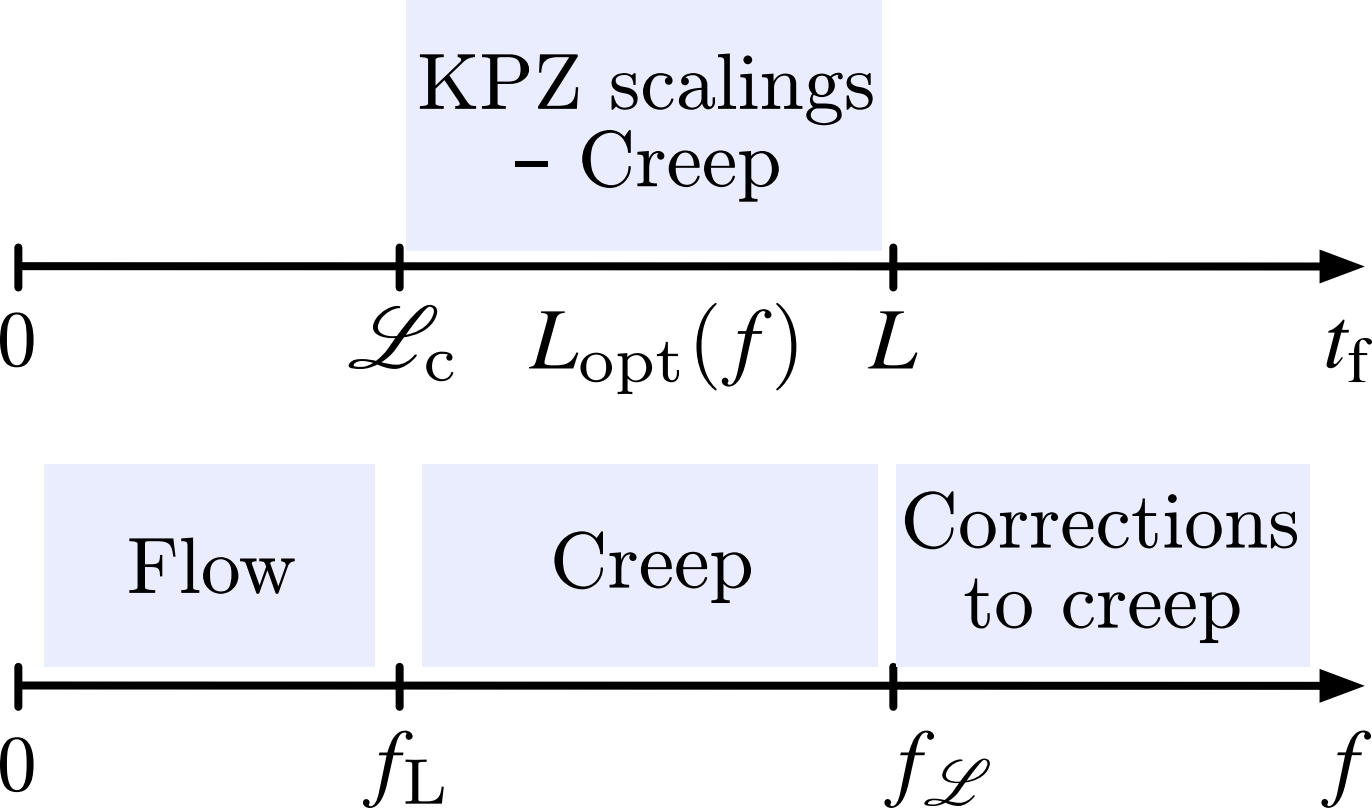 KPZ scalings
– Creep
0 ℒc Lopt(f) L tf
Flow Creep Corrections
to creep
0 fL fℒ f